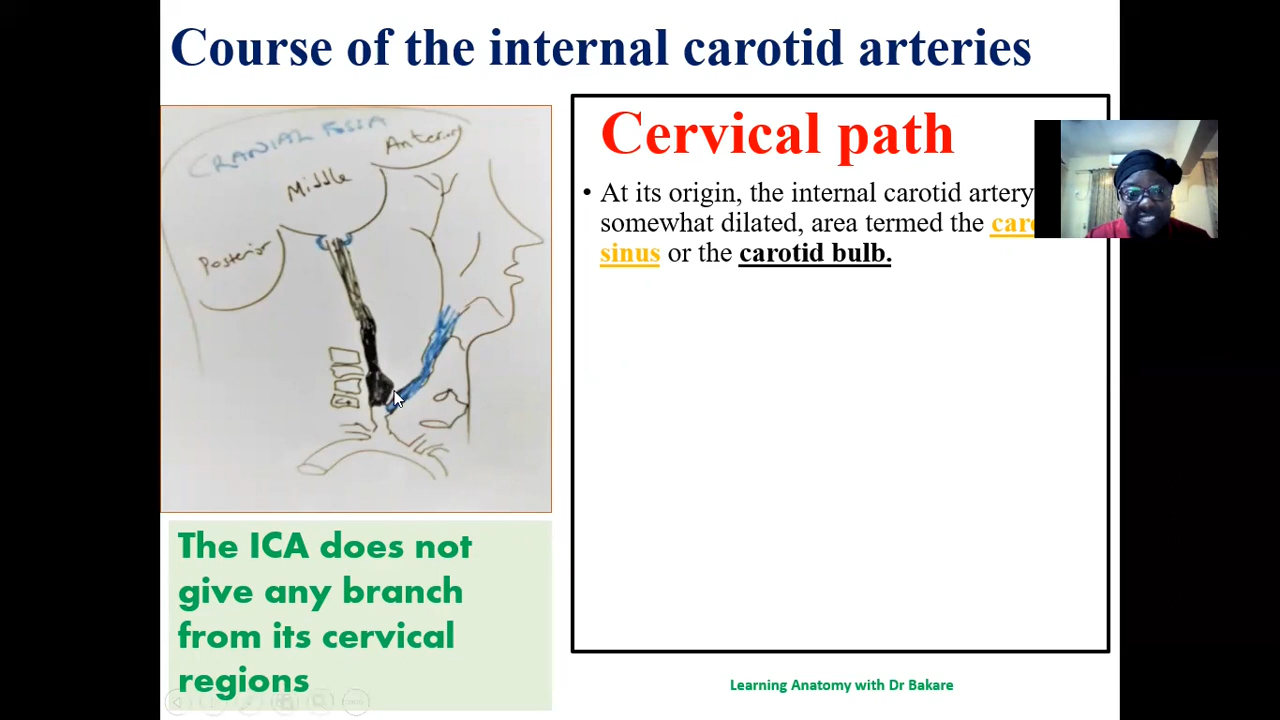 Course of the internal carotid arteries
CRANIAL FOSSA
Anterior
Middle
Posterior
Cervical path
• At its origin, the internal carotid artery
somewhat dilated, area termed the
sinus or the carotid bulb.
The ICA does not
give any branch
from its cervical
regions
Learning Anatomy with Dr Bakare